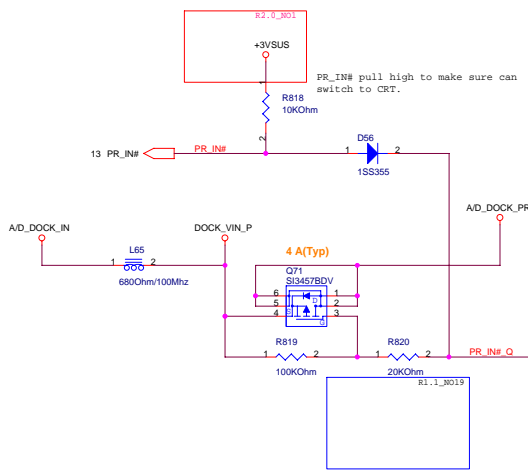 R2.0_NO1
+3VSUS
1
PR_IN# pull high to make sure can
switch to CRT.
R818
10KOhm
2
D56
13 PR_IN# PR_IN# 1 2
1SS355
A/D_DOCK_PR
A/D_DOCK_IN DOCK_VIN_P
4 A(Typ)
L65
1 2
Q71
SI3457BDV
680Ohm/100Mhz
6 D 1
5 S 2
4 G 3
R819 R820
1 2 1 2
PR_IN#_Q
100KOhm 20KOhm
R1.1_NO19